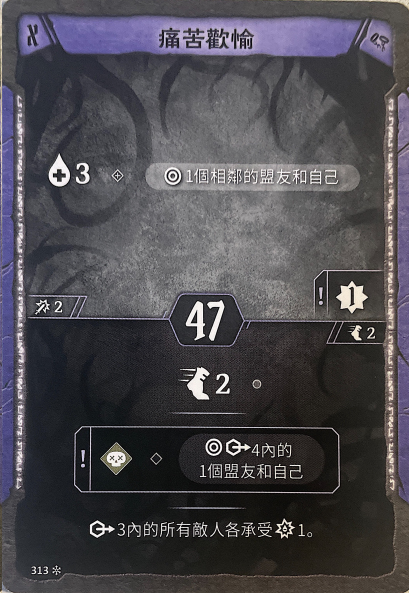 X
痛苦歡愉
3
1個相鄰的盟友和自己
! 1
2
47
2
2
! 4內的
1個盟友和自己
3內的所有敵人各承受 1。
313